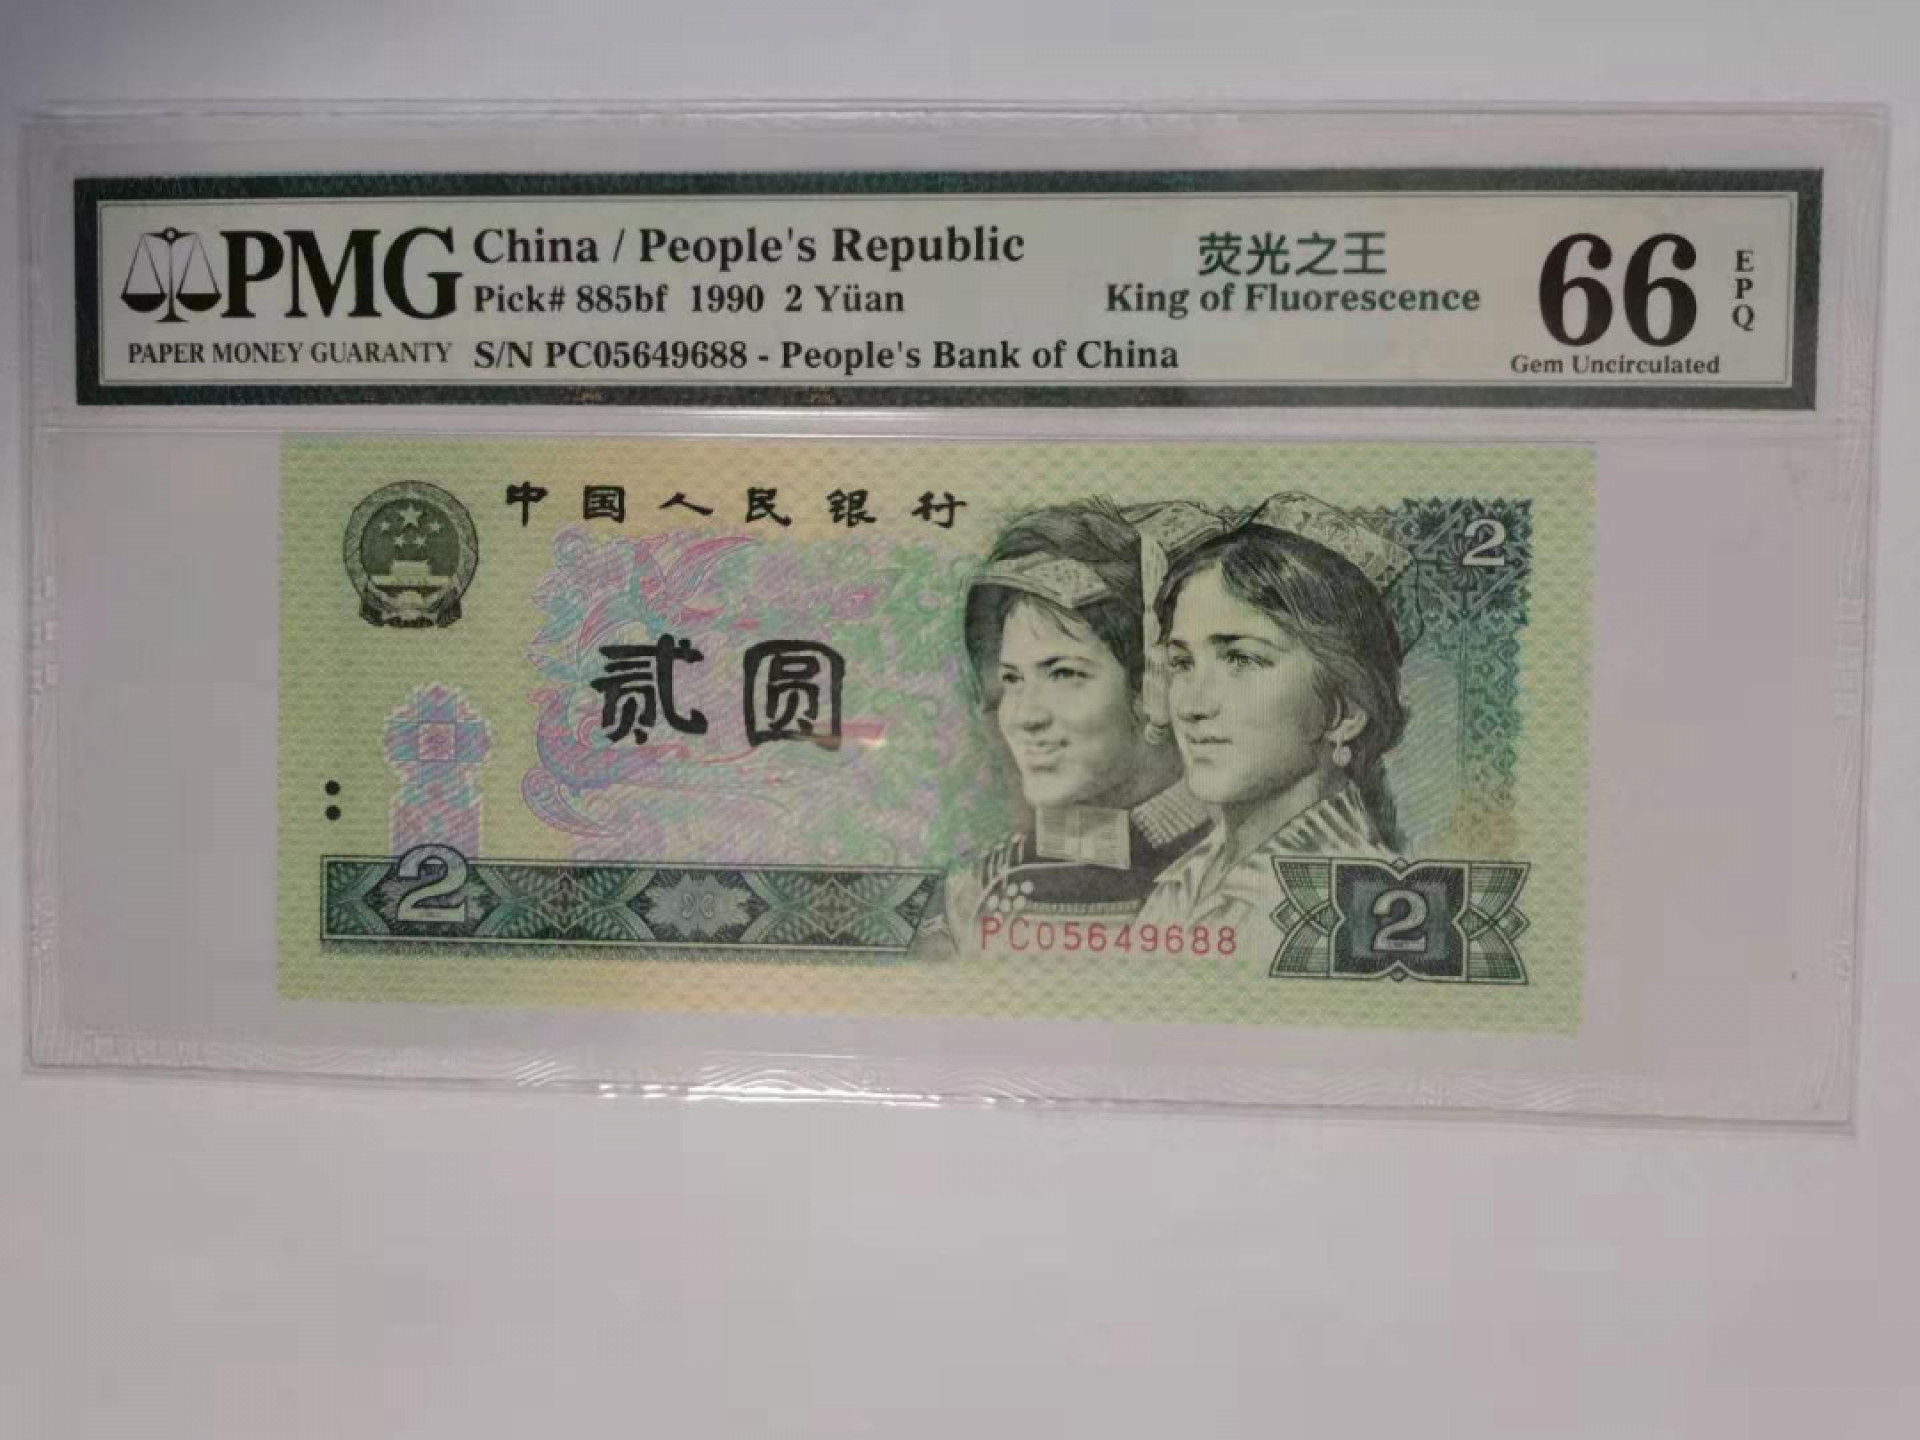 PMG
PAPER MONEY GUARANTY
China / People's Republic
Pick# 885bf 1990 2 Yüan
S/N PC05649688 - People's Bank of China
荧光之王
King of Fluorescence
66
EPQ
Gem Uncirculated
中国人民银行
2
贰圆
2
PC05649688
2